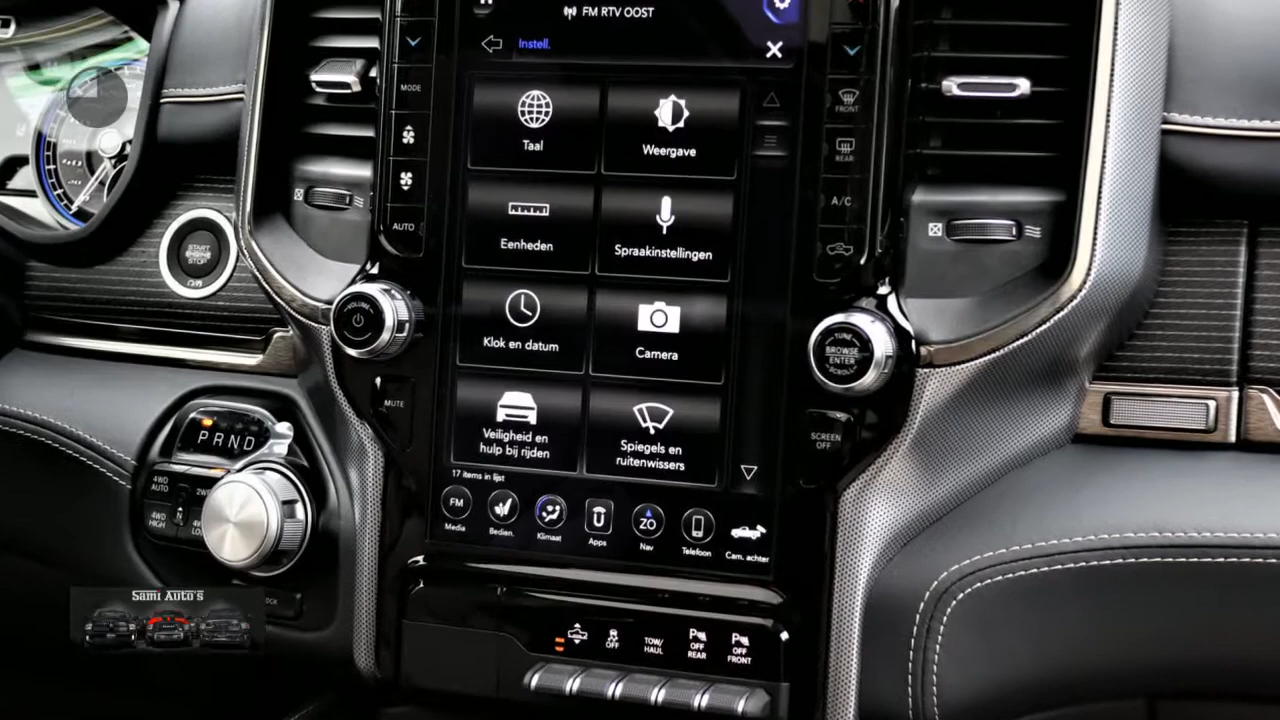 FM RTV OOST
Instell.
MODE
AUTO
Taal
Weergave
Eenheden
Spraakinstellingen
Klok en datum
Camera
Veiligheid en
hulp bij rijden
Spiegels en
ruitenwissers
17 items in lijst
FM
Media
Bedien.
Klimaat
Apps
ZO
Nav
Telefoon
Cam. achter
FRONT
REAR
A/C
START
ENGINE
STOP
VOLUME
MUTE
TUNE
BROWSE
ENTER
SCROLL
SCREEN
OFF
PRND
4WD
AUTO
4WD
HIGH
N
Sami Auto's
OFF
TOW/
HAUL
OFF
REAR
OFF
FRONT